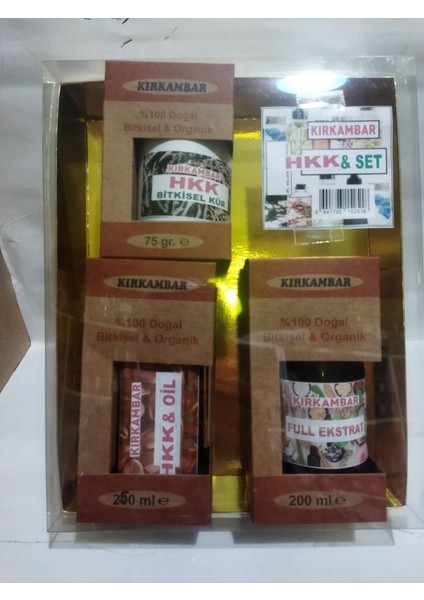 KIRKAMBAR
%100 Doğal
Bitkisel & Organik
KIRKAMBAR
HKK
BİTKİSEL KÜR
75 gr. e
KIRKAMBAR
HKK & SET
KIRKAMBAR
%100 Doğal
Bitkisel & Organik
KIRKAMBAR
HKK & OİL
250 ml e
KIRKAMBAR
%100 Doğal
Bitkisel & Organik
KIRKAMBAR
FULL EKSTRAT
200 ml e